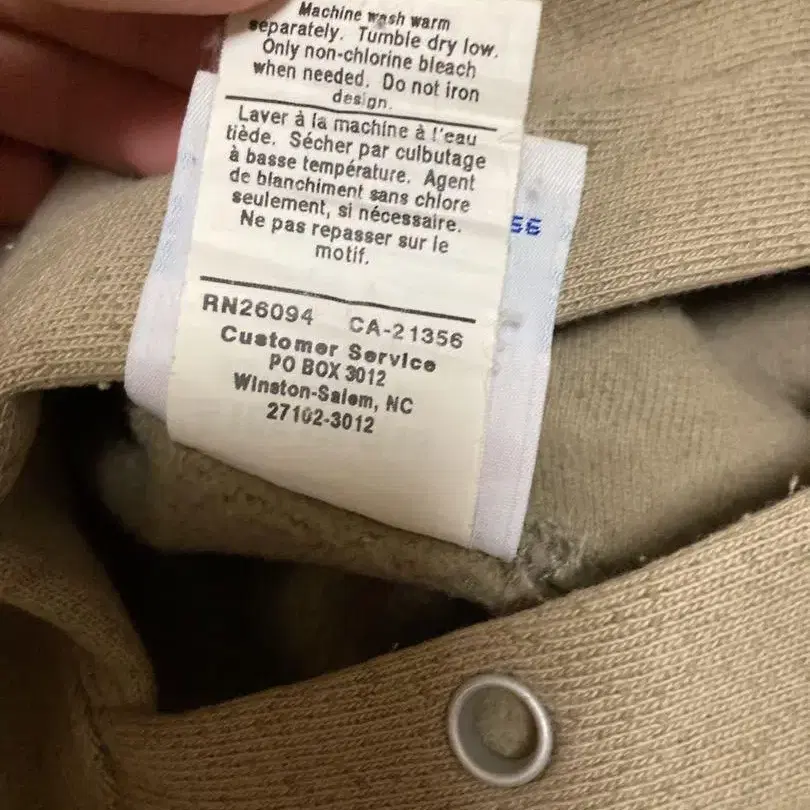 Machine wash warm
separately. Tumble dry low.
Only non-chlorine bleach
when needed. Do not iron
design.
Laver à la machine à l'eau
tiède. Sécher par culbutage
à basse température. Agent
de blanchiment sans chlore
seulement, si nécessaire.
Ne pas repasser sur le
motif.
RN26094 CA-21356
Customer Service
PO BOX 3012
Winston-Salem, NC
27102-3012
56